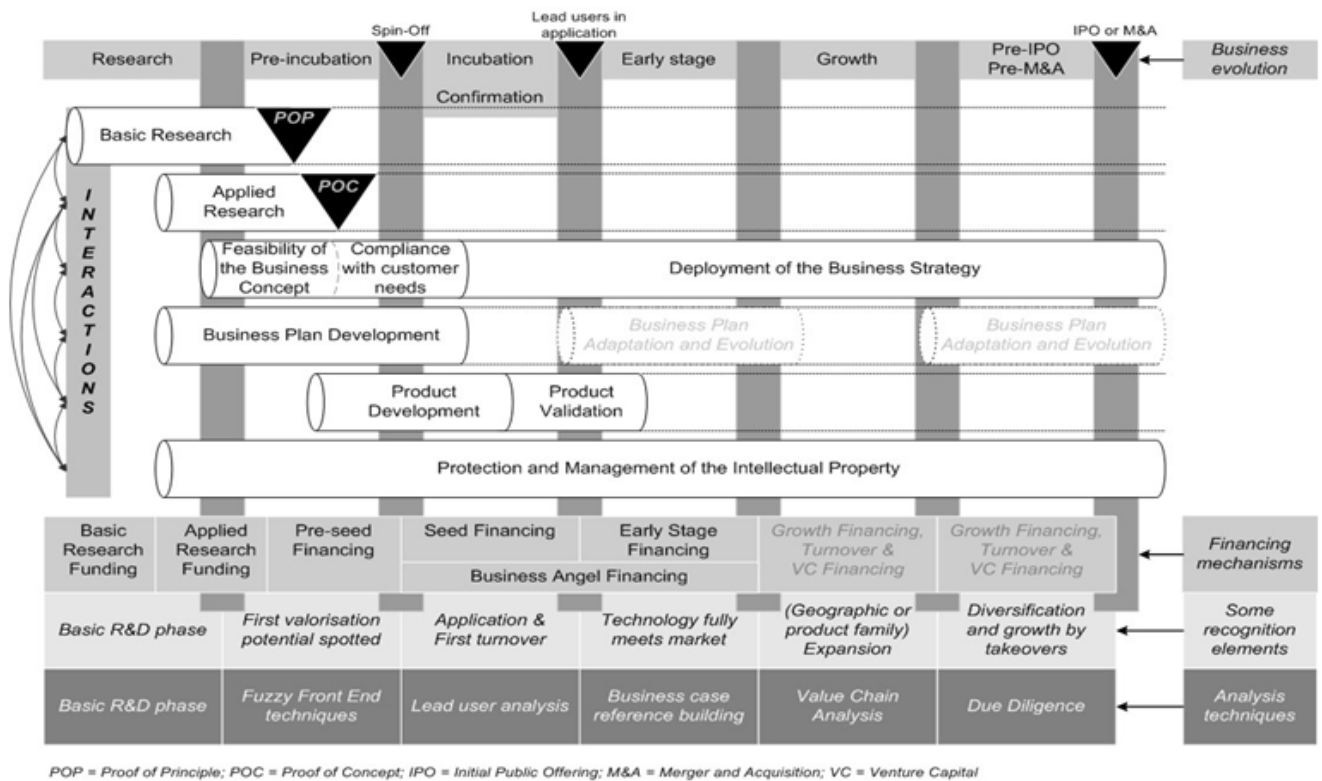 Spin-Off
Lead users in
application
IPO or M&A
Research
Pre-incubation
Incubation
Confirmation
Early stage
Growth
Pre-IPO
Pre-M&A
Business
evolution
POP
Basic Research
INTERACTIONS
POC
Applied
Research
Feasibility of
the Business
Concept
Compliance
with customer
needs
Deployment of the Business Strategy
Business Plan Development
Business Plan
Adaptation and Evolution
Business Plan
Adaptation and Evolution
Product
Development
Product
Validation
Protection and Management of the Intellectual Property
Basic
Research
Funding
Applied
Research
Funding
Pre-seed
Financing
Seed Financing
Early Stage
Financing
Business Angel Financing
Growth Financing,
Turnover &
VC Financing
Growth Financing,
Turnover &
VC Financing
Financing
mechanisms
Basic R&D phase
First valorisation
potential spotted
Application &
First turnover
Technology fully
meets market
(Geographic or
product family)
Expansion
Diversification
and growth by
takeovers
Some
recognition
elements
Basic R&D phase
Fuzzy Front End
techniques
Lead user analysis
Business case
reference building
Value Chain
Analysis
Due Diligence
Analysis
techniques
POP = Proof of Principle; POC = Proof of Concept; IPO = Initial Public Offering; M&A = Merger and Acquisition; VC = Venture Capital